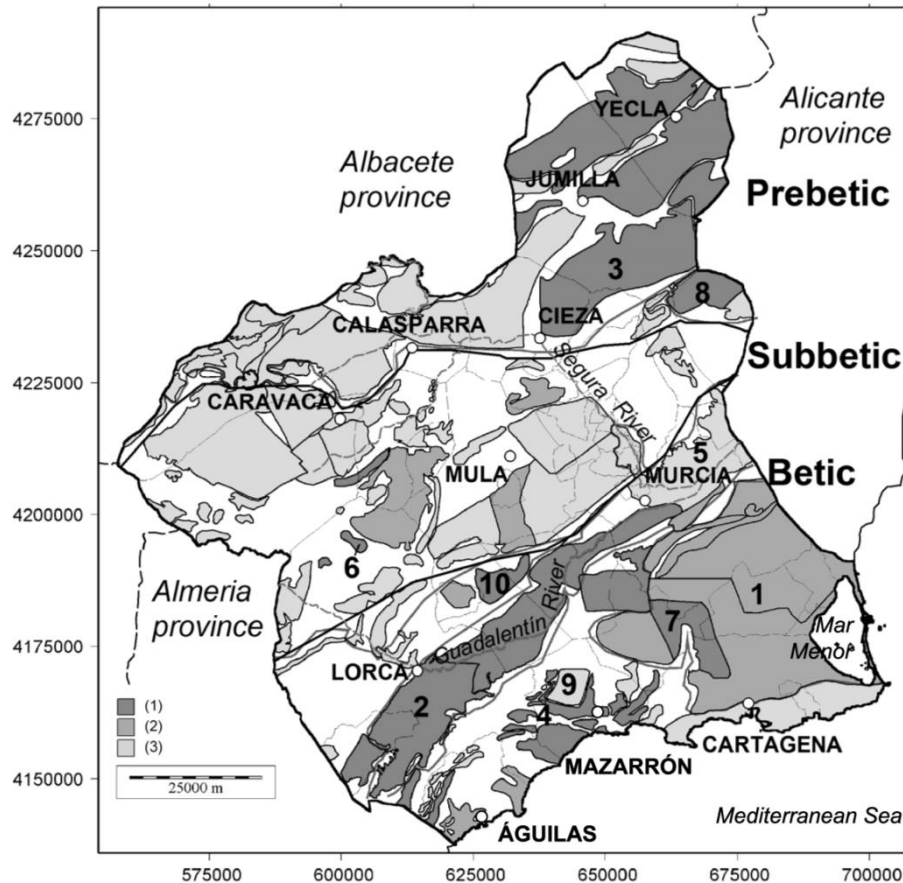 4275000
4250000
4225000
4200000
4175000
4150000
YECLA
Alicante
province
Albacete
province
JUMILLA
Prebetic
3
8
CALASPARRA
CIEZA
Segura River
Subbetic
CARAVACA
5
MULA
MURCIA
Betic
6
10
Almeria
province
Guadalentin River
1
7
Mar
Menor
LORCA
2
9
4
(1)
(2)
(3)
25000 m
CARTAGENA
MAZARRÓN
Mediterranean Sea
ÁGUILAS
575000
600000
625000
650000
675000
700000